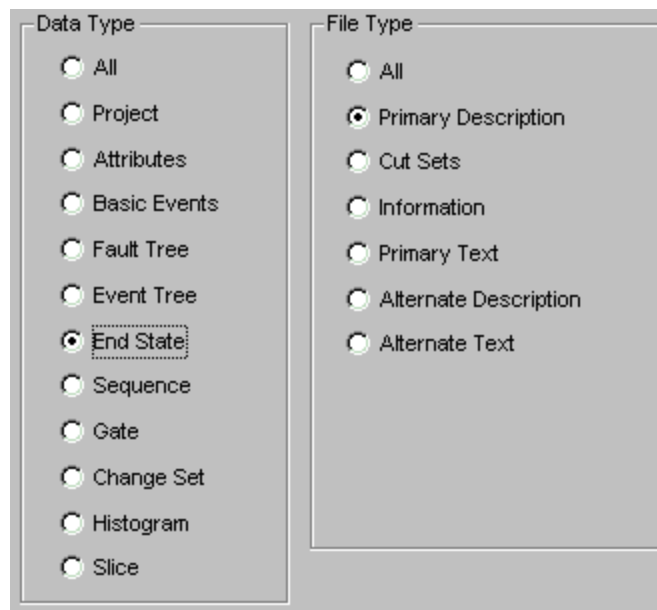 Data Type
All
Project
Attributes
Basic Events
Fault Tree
Event Tree
End State
Sequence
Gate
Change Set
Histogram
Slice
File Type
All
Primary Description
Cut Sets
Information
Primary Text
Alternate Description
Alternate Text